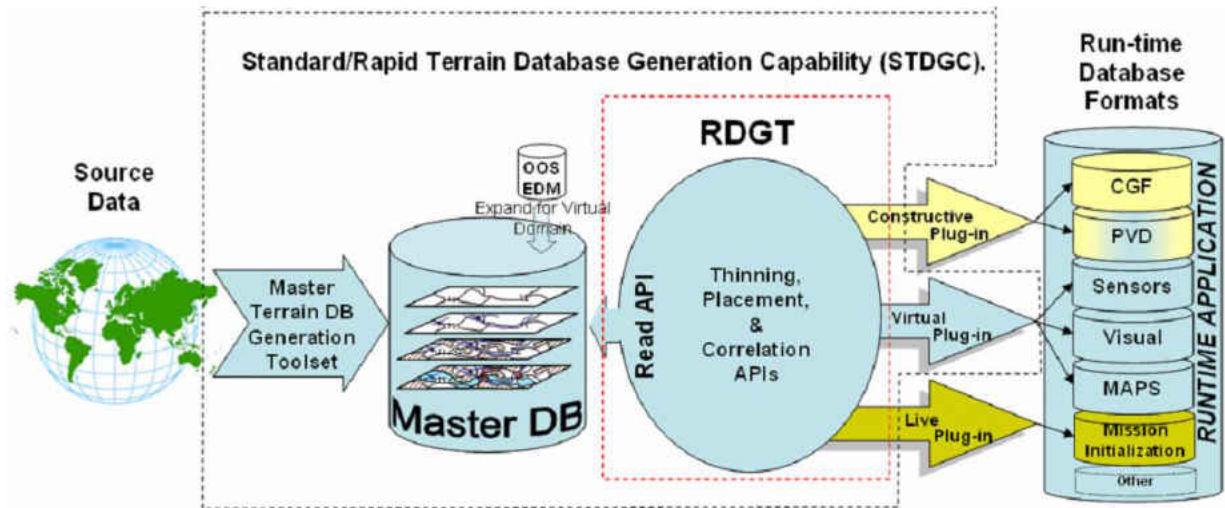 Standard/Rapid Terrain Database Generation Capability (STDGC).
Run-time
Database
Formats
Source
Data
Master
Terrain DB
Generation
Toolset
OOS
EDM
Expand for Virtual
Domain
Master DB
RDGT
Read API
Thinning,
Placement,
&
Correlation
APIs
Constructive
Plug-in
Virtual
Plug-in
Live
Plug-in
CGF
PVD
Sensors
Visual
MAPS
Mission
Initialization
Other
RUNTIME APPLICATION